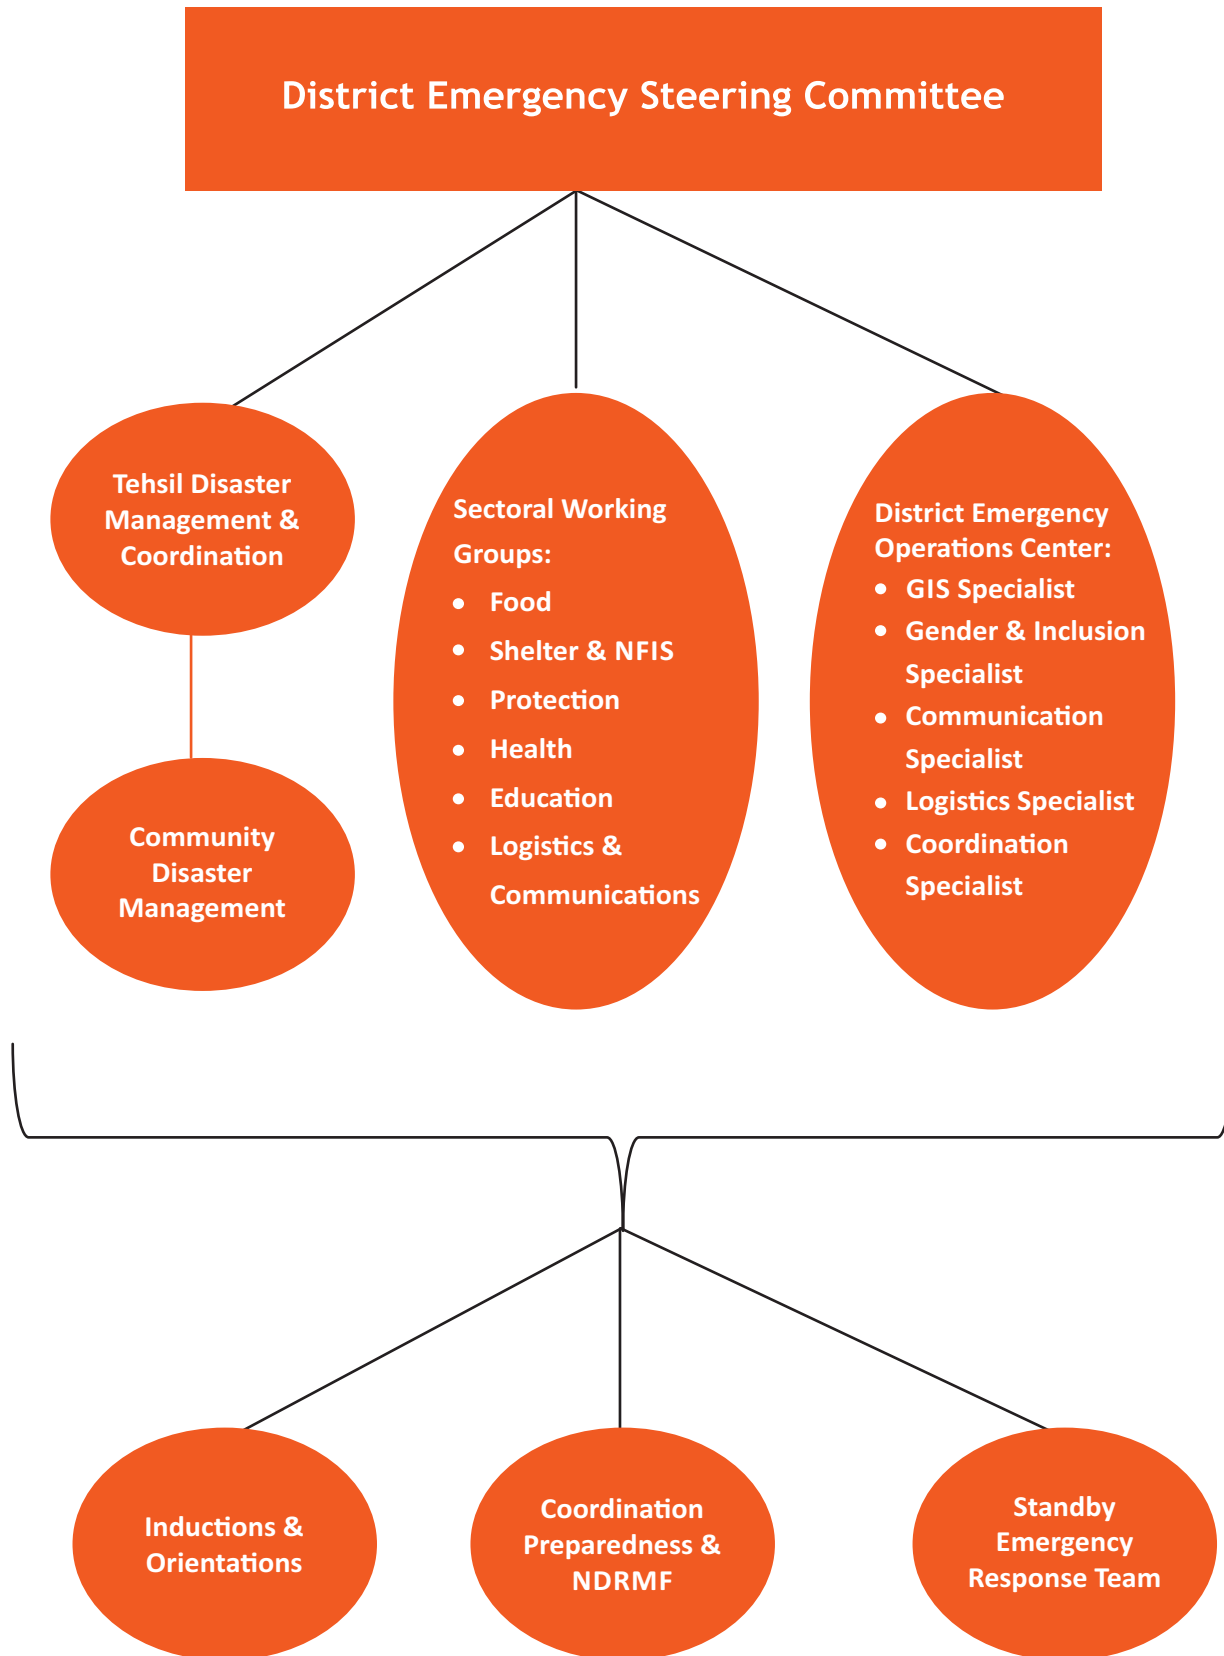 District Emergency Steering Committee
Tehsil Disaster
Management &
Coordination
Community
Disaster
Management
Sectoral Working
Groups:
• Food
• Shelter & NFIS
• Protection
• Health
• Education
• Logistics &
Communications
District Emergency
Operations Center:
• GIS Specialist
• Gender & Inclusion
Specialist
• Communication
Specialist
• Logistics Specialist
• Coordination
Specialist
Inductions &
Orientations
Coordination
Preparedness &
NDRMF
Standby
Emergency
Response Team